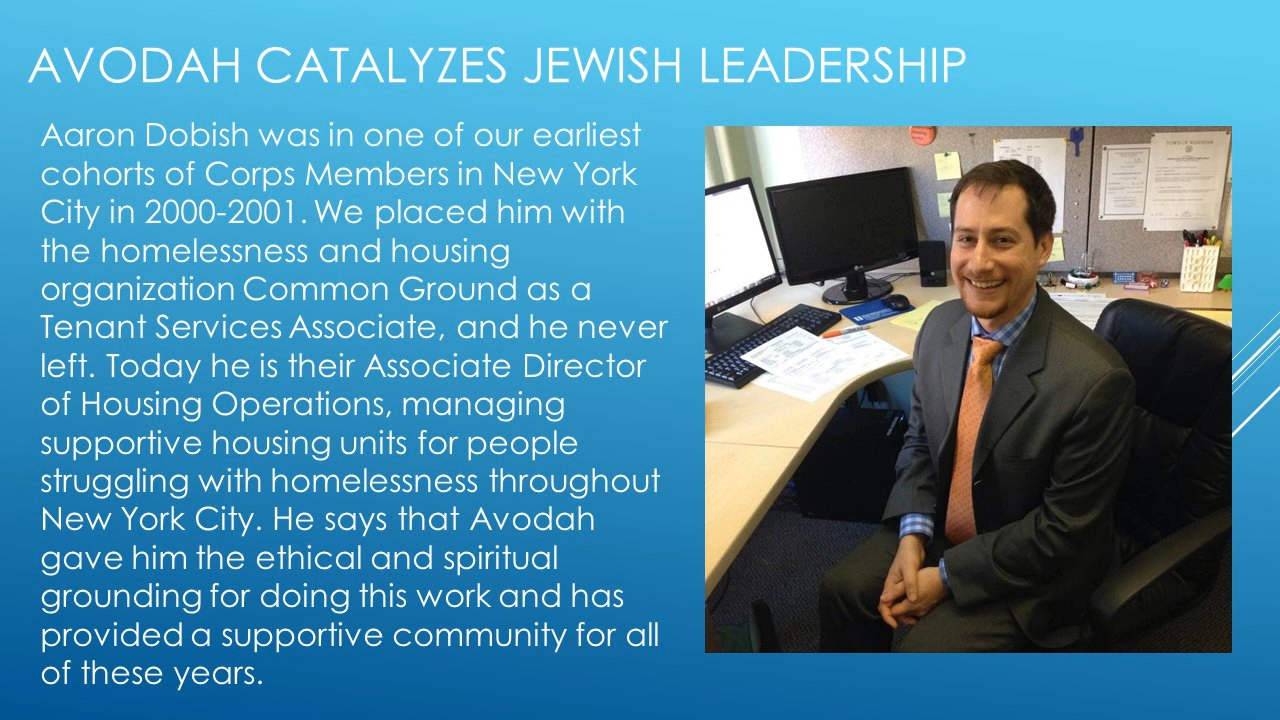 AVODAH CATALYZES JEWISH LEADERSHIP
Aaron Dobish was in one of our earliest
cohorts of Corps Members in New York
City in 2000-2001. We placed him with
the homelessness and housing
organization Common Ground as a
Tenant Services Associate, and he never
left. Today he is their Associate Director
of Housing Operations, managing
supportive housing units for people
struggling with homelessness throughout
New York City. He says that Avodah
gave him the ethical and spiritual
grounding for doing this work and has
provided a supportive community for all
of these years.
TOWN OF WINDHAM